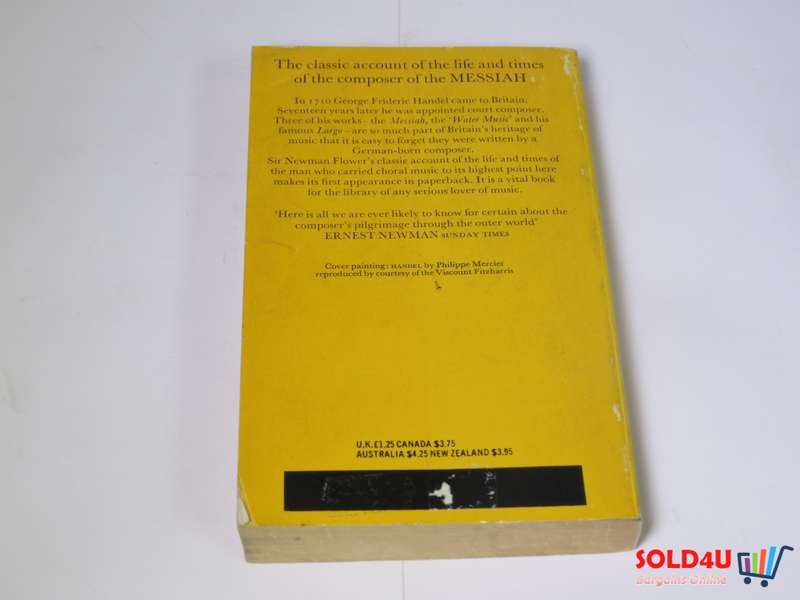 The classic account of the life and times
of the composer of the MESSIAH
In 1710 George Frideric Handel came to Britain.
Seventeen years later he was appointed court composer.
Three of his works – the Messiah, the 'Water Music' and his
famous Largo – are so much part of Britain's heritage of
music that it is easy to forget they were written by a
German-born composer.
Sir Newman Flower's classic account of the life and times of
the man who carried choral music to its highest point here
makes its first appearance in paperback. It is a vital book
for the library of any serious lover of music.
'Here is all we are ever likely to know for certain about the
composer's pilgrimage through the outer world'
ERNEST NEWMAN SUNDAY TIMES
Cover painting: HANDEL by Philippe Mercier
reproduced by courtesy of the Viscount Fitzharris
U.K. £1.25 CANADA $3.75
AUSTRALIA $4.25 NEW ZEALAND $3.95
SOLD4U
Bargains Online